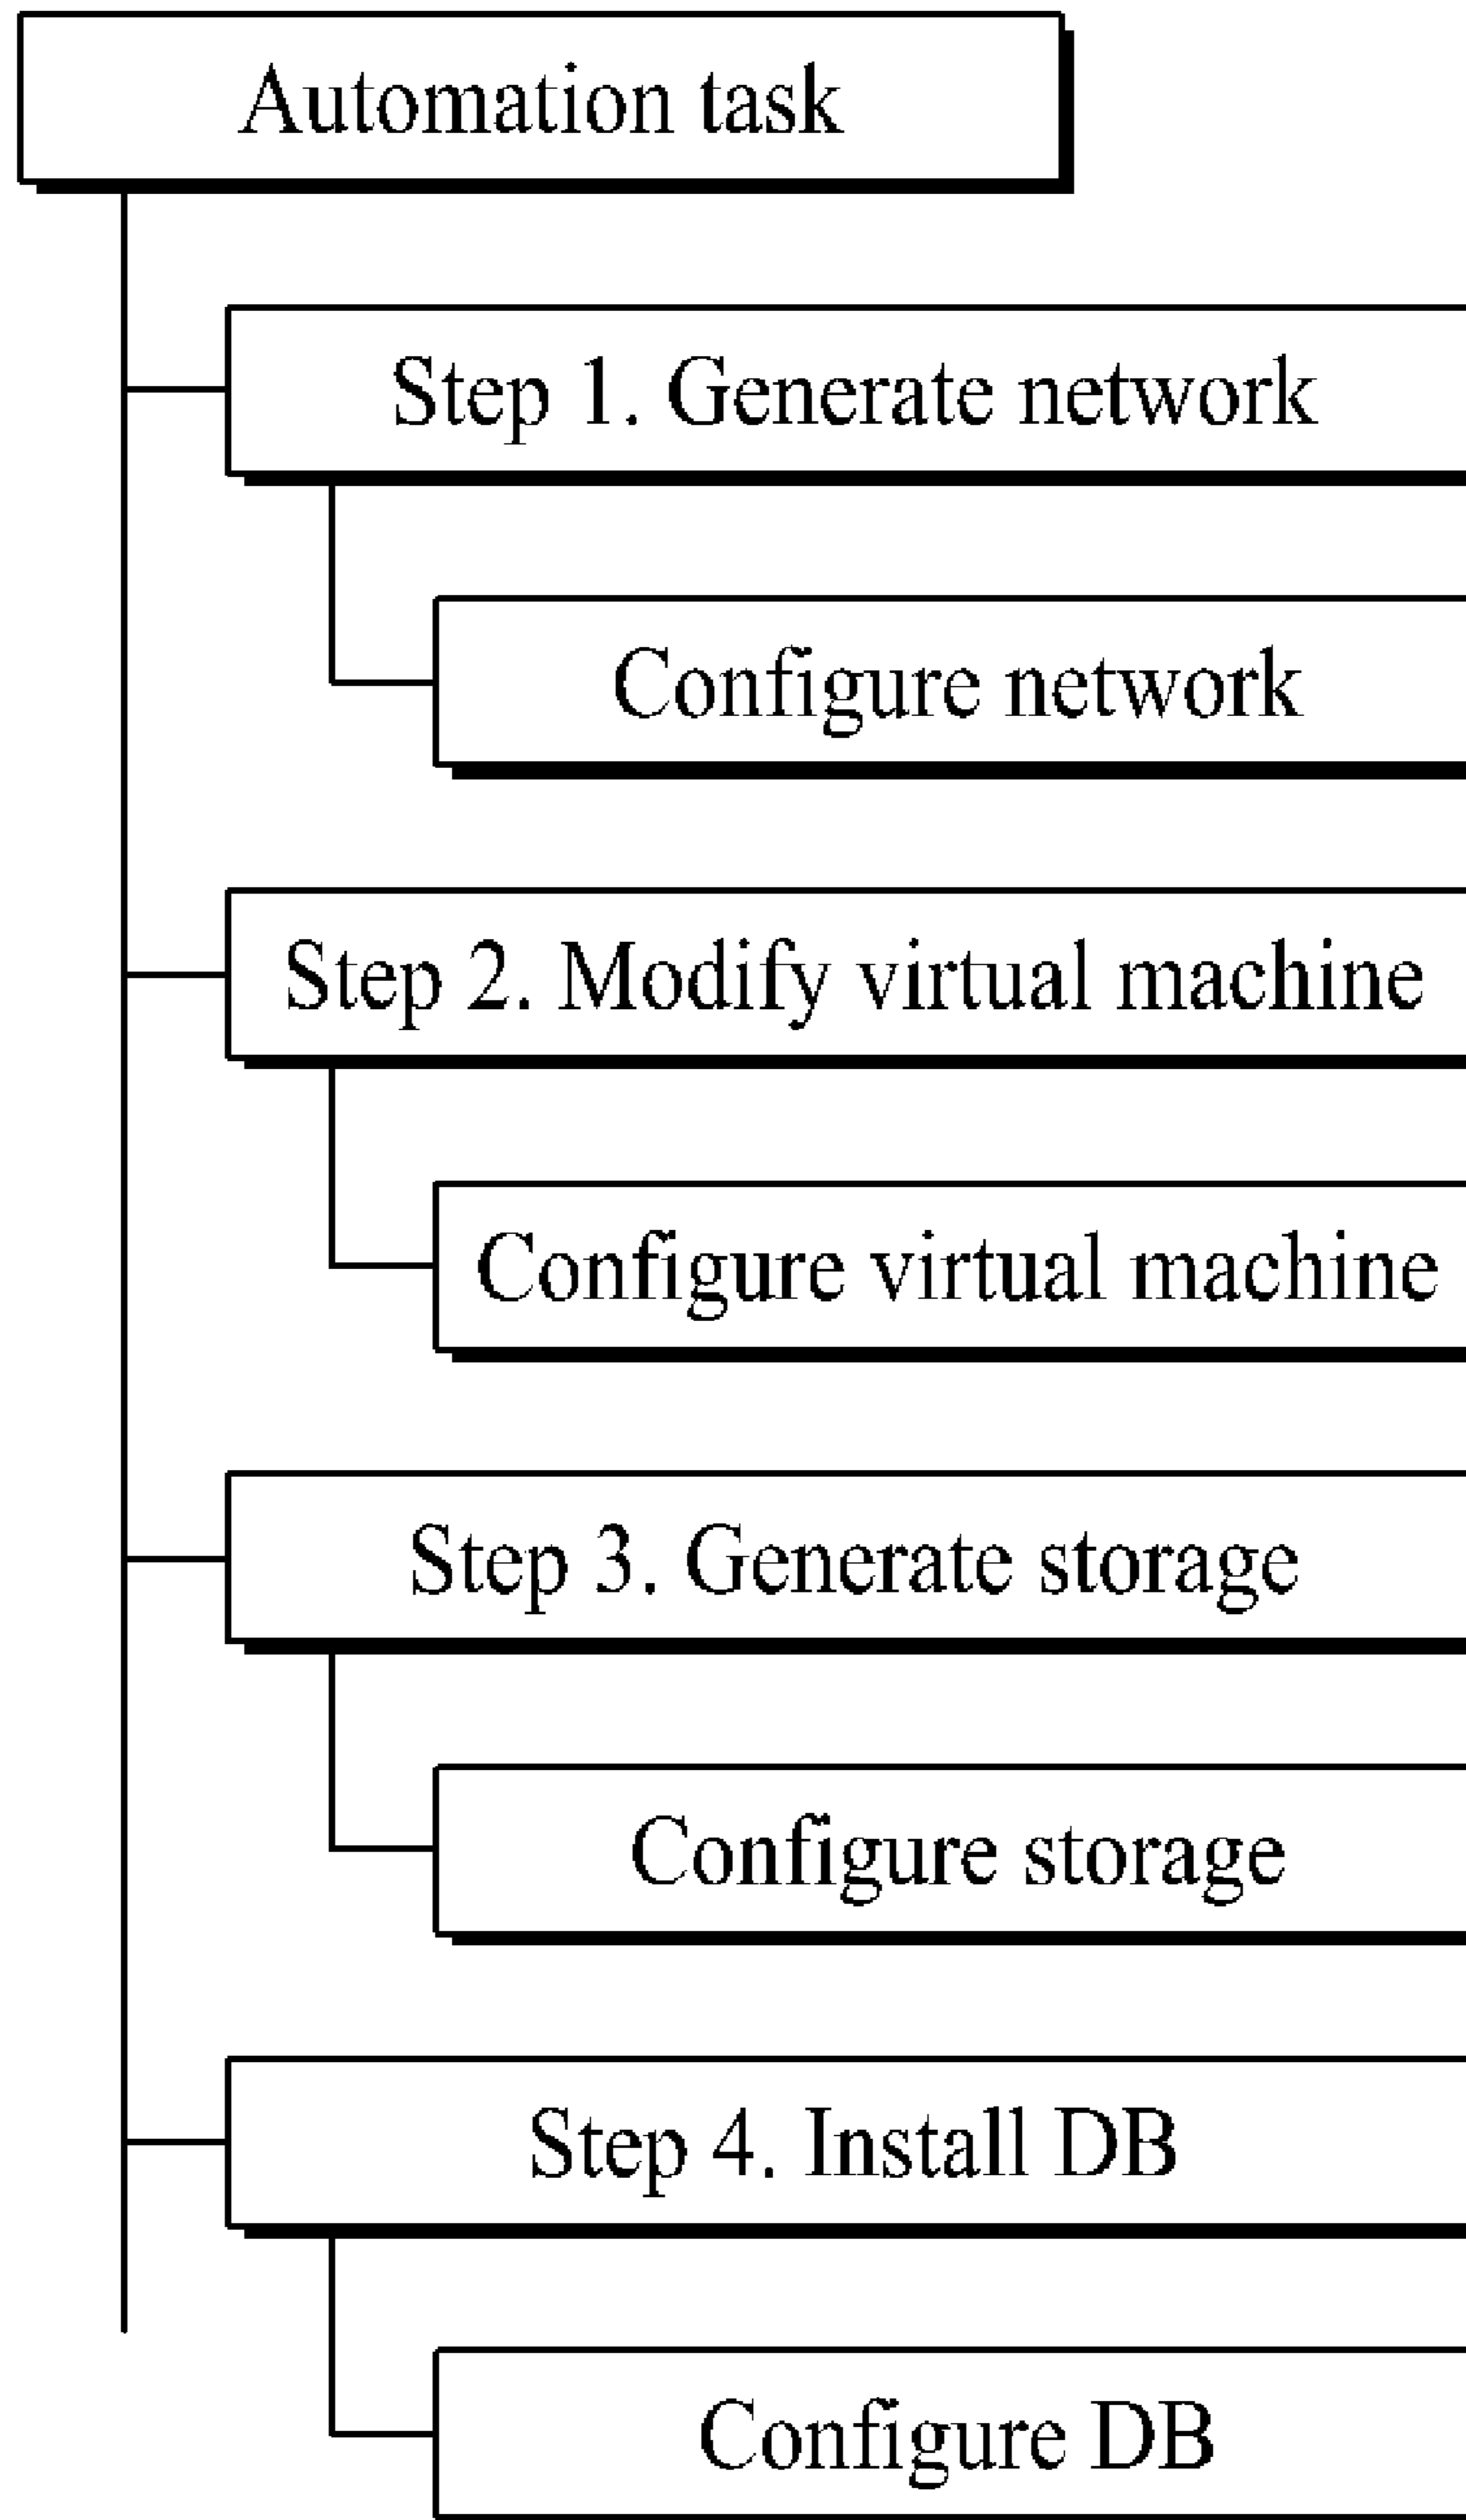 Automation task
Step 1. Generate network
Configure network
Step 2. Modify virtual machine
Configure virtual machine
Step 3. Generate storage
Configure storage
Step 4. Install DB
Configure DB